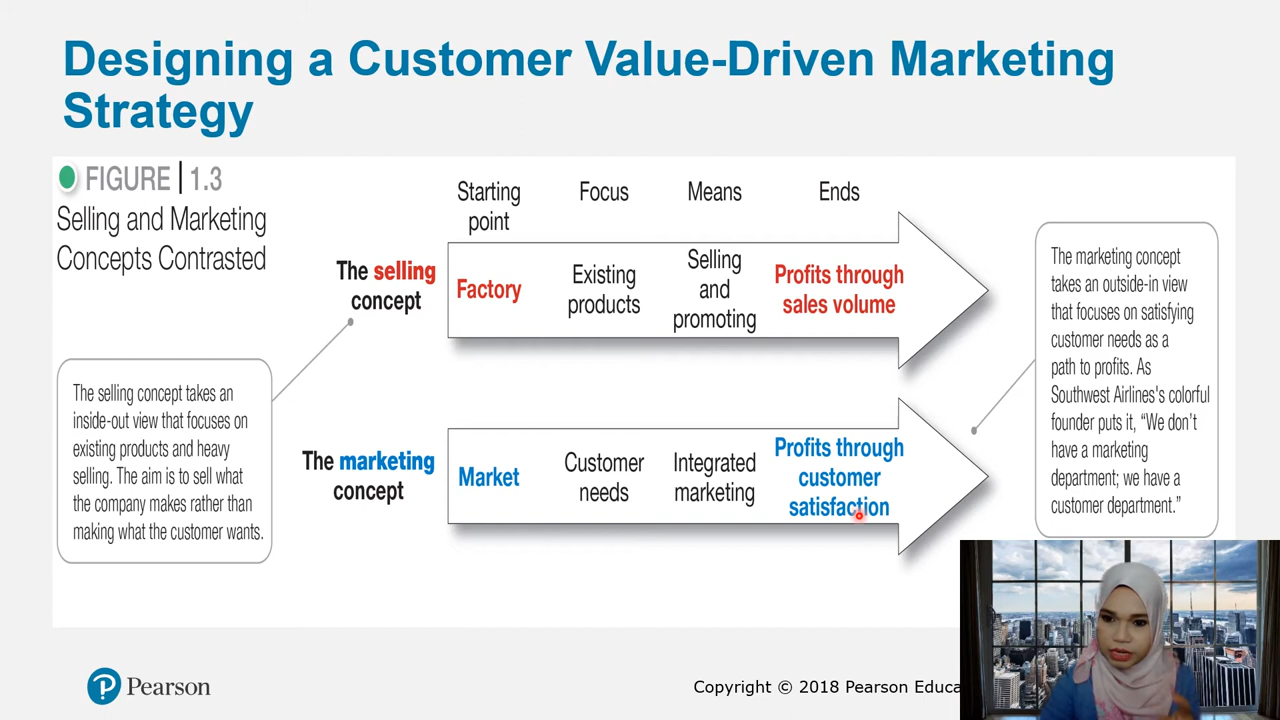 Designing a Customer Value-Driven Marketing
Strategy
FIGURE | 1.3
Selling and Marketing
Concepts Contrasted
Starting
point
Focus
Means
Ends
The selling
concept
Factory
Existing
products
Selling
and
promoting
Profits through
sales volume
The selling concept takes an
inside-out view that focuses on
existing products and heavy
selling. The aim is to sell what
the company makes rather than
making what the customer wants.
The marketing
concept
Market
Customer
needs
Integrated
marketing
Profits through
customer
satisfaction
The marketing concept
takes an outside-in view
that focuses on satisfying
customer needs as a
path to profits. As
Southwest Airlines's colorful
founder puts it, “We don’t
have a marketing
department; we have a
customer department.”
P Pearson
Copyright © 2018 Pearson Educa